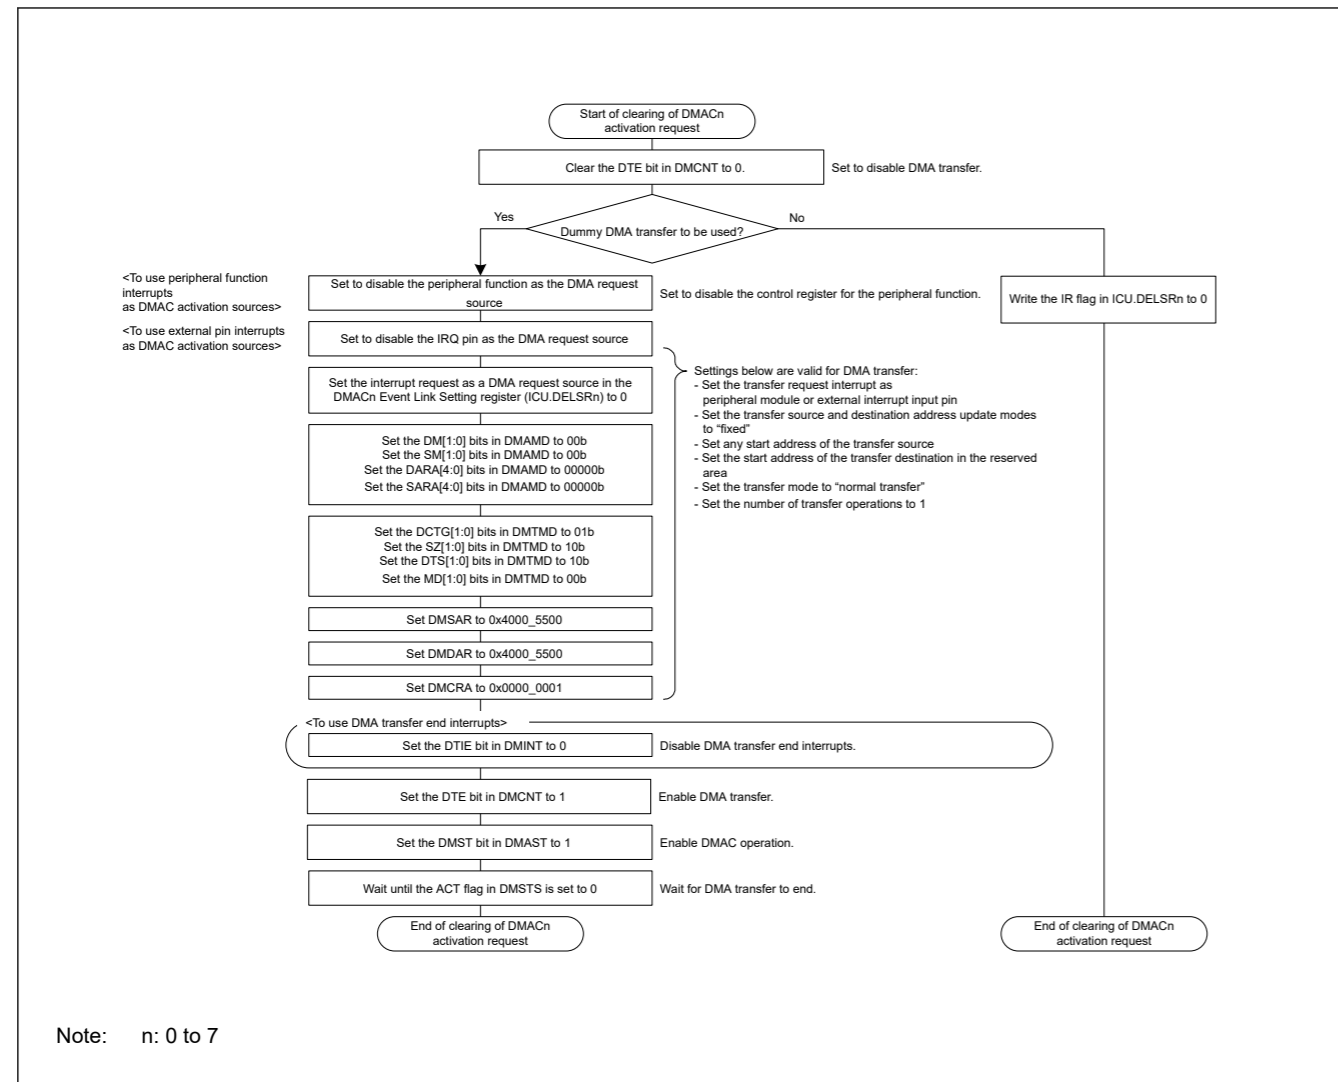 Start of clearing of DMACn
activation request
Clear the DTE bit in DMCNT to 0.
Set to disable DMA transfer.
Yes
No
Dummy DMA transfer to be used?
<To use peripheral function
interrupts
as DMAC activation sources>
Set to disable the peripheral function as the DMA request
source
Set to disable the control register for the peripheral function.
Write the IR flag in ICU.DELSRn to 0
<To use external pin interrupts
as DMAC activation sources>
Set to disable the IRQ pin as the DMA request source
Set the interrupt request as a DMA request source in the
DMACn Event Link Setting register (ICU.DELSRn) to 0
Settings below are valid for DMA transfer:
- Set the transfer request interrupt as
peripheral module or external interrupt input pin
- Set the transfer source and destination address update modes
to “fixed”
- Set any start address of the transfer source
- Set the start address of the transfer destination in the reserved
area
- Set the transfer mode to “normal transfer”
- Set the number of transfer operations to 1
Set the DM[1:0] bits in DMAMD to 00b
Set the SM[1:0] bits in DMAMD to 00b
Set the DARA[4:0] bits in DMAMD to 00000b
Set the SARA[4:0] bits in DMAMD to 00000b
Set the DCTG[1:0] bits in DMTMD to 01b
Set the SZ[1:0] bits in DMTMD to 10b
Set the DTS[1:0] bits in DMTMD to 10b
Set the MD[1:0] bits in DMTMD to 00b
Set DMSAR to 0x4000_5500
Set DMDAR to 0x4000_5500
Set DMCRA to 0x0000_0001
<To use DMA transfer end interrupts>
Set the DTIE bit in DMINT to 0
Disable DMA transfer end interrupts.
Set the DTE bit in DMCNT to 1
Enable DMA transfer.
Set the DMST bit in DMAST to 1
Enable DMAC operation.
Wait until the ACT flag in DMSTS is set to 0
Wait for DMA transfer to end.
End of clearing of DMACn
activation request
End of clearing of DMACn
activation request
Note: n: 0 to 7